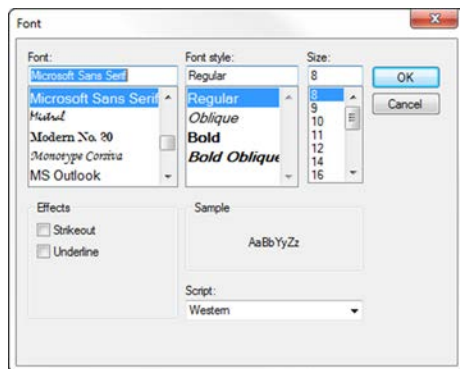 Font
Font:
Microsoft Sans Serif
Microsoft Sans Serif
Mistral
Modern No. 20
Monotype Corsiva
MS Outlook
Font style:
Regular
Regular
Oblique
Bold
Bold Oblique
Size:
8
8
9
10
11
12
14
16
OK
Cancel
Effects
Strikeout
Underline
Sample
AaBbYyZz
Script:
Western